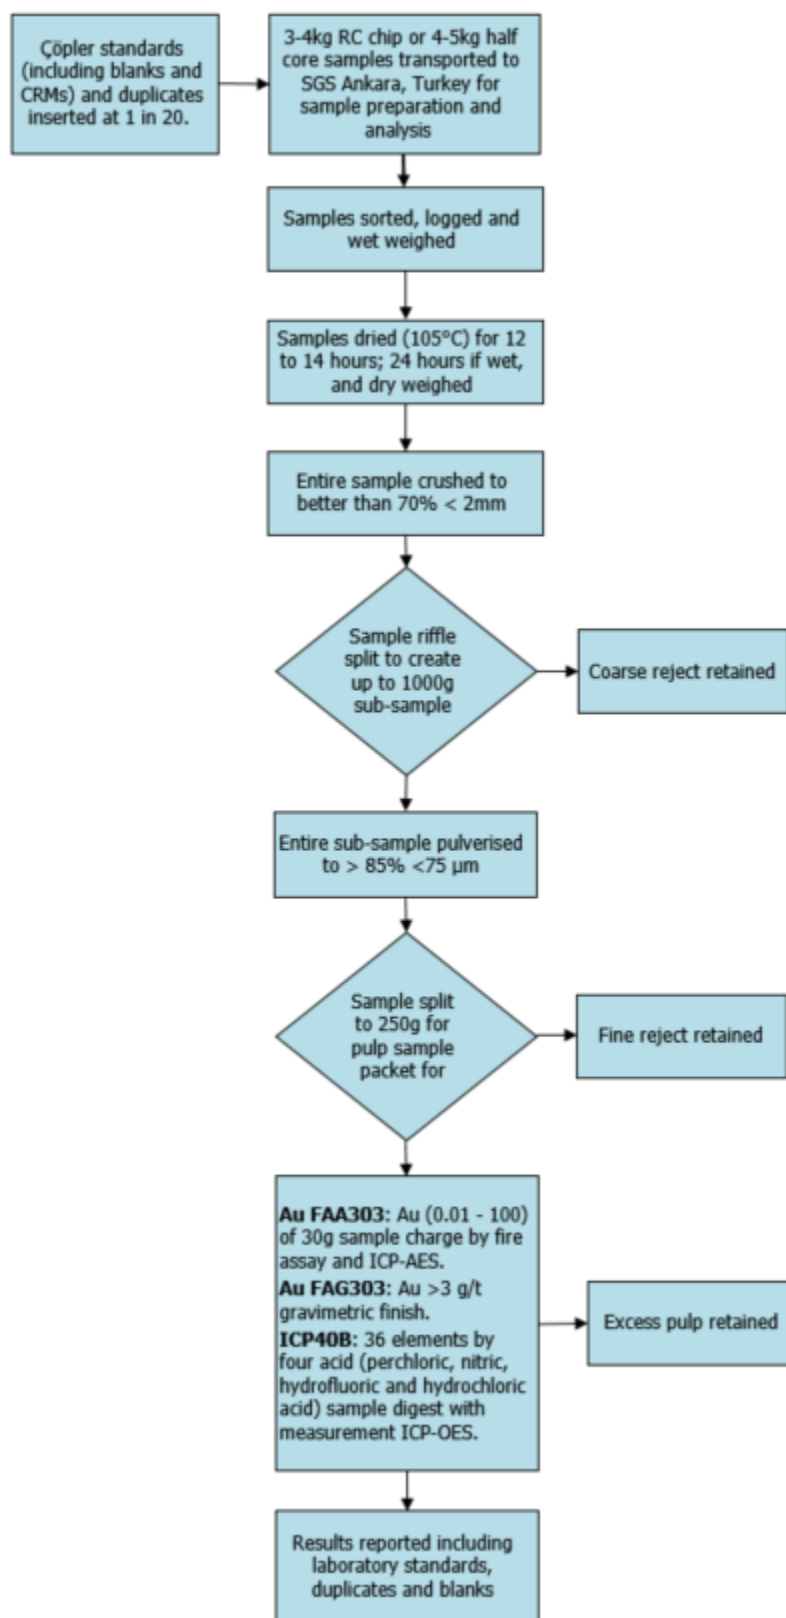 Çöpler standards
(including blanks and
CRMs) and duplicates
inserted at 1 in 20.
3-4kg RC chip or 4-5kg half
core samples transported to
SGS Ankara, Turkey for
sample preparation and
analysis
Samples sorted, logged and
wet weighed
Samples dried (105°C) for 12
to 14 hours; 24 hours if wet,
and dry weighed
Entire sample crushed to
better than 70% < 2mm
Sample riffle
split to create
up to 1000g
sub-sample
Coarse reject retained
Entire sub-sample pulverised
to > 85% <75 µm
Sample split
to 250g for
pulp sample
packet for
Fine reject retained
Au FAA303: Au (0.01 - 100)
of 30g sample charge by fire
assay and ICP-AES.
Au FAG303: Au >3 g/t
gravimetric finish.
ICP40B: 36 elements by
four acid (perchloric, nitric,
hydrofluoric and hydrochloric
acid) sample digest with
measurement ICP-OES.
Excess pulp retained
Results reported including
laboratory standards,
duplicates and blanks